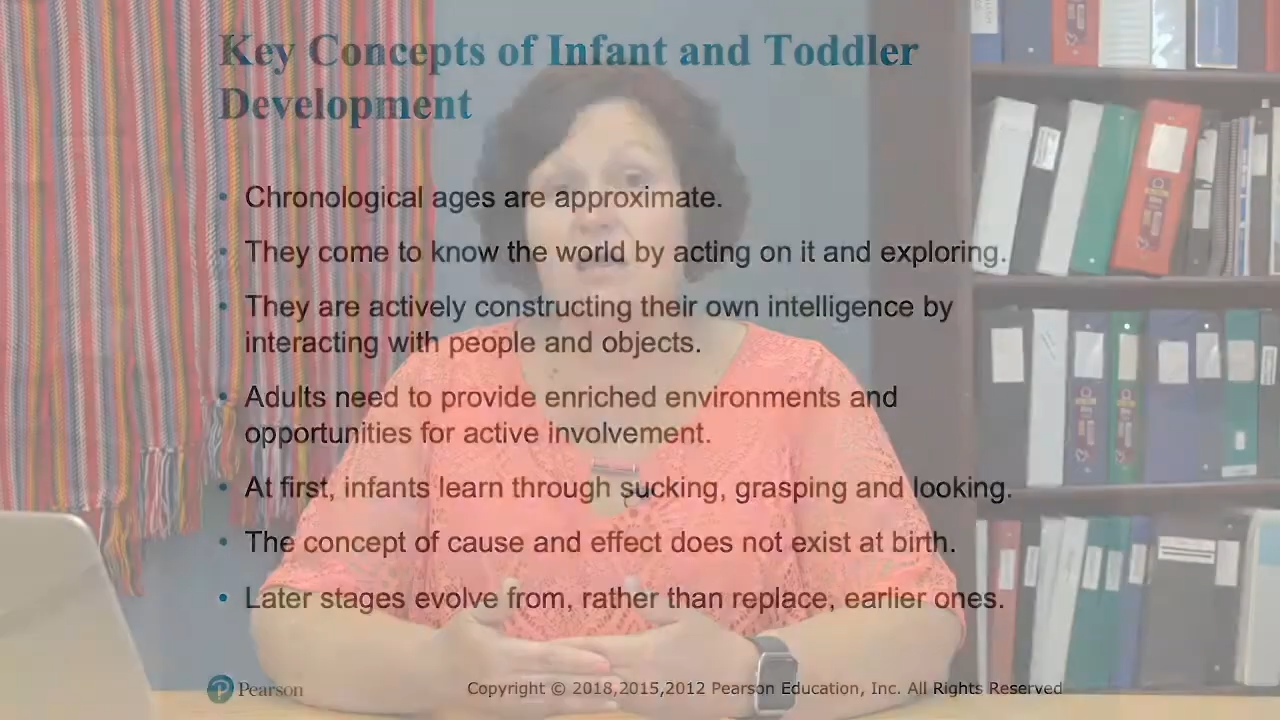 Key Concepts of Infant and Toddler
Development
• Chronological ages are approximate.
• They come to know the world by acting on it and exploring.
• They are actively constructing their own intelligence by
interacting with people and objects.
• Adults need to provide enriched environments and
opportunities for active involvement.
• At first, infants learn through sucking, grasping and looking.
• The concept of cause and effect does not exist at birth.
• Later stages evolve from, rather than replace, earlier ones.
Pearson
Copyright © 2018,2015,2012 Pearson Education, Inc. All Rights Reserved